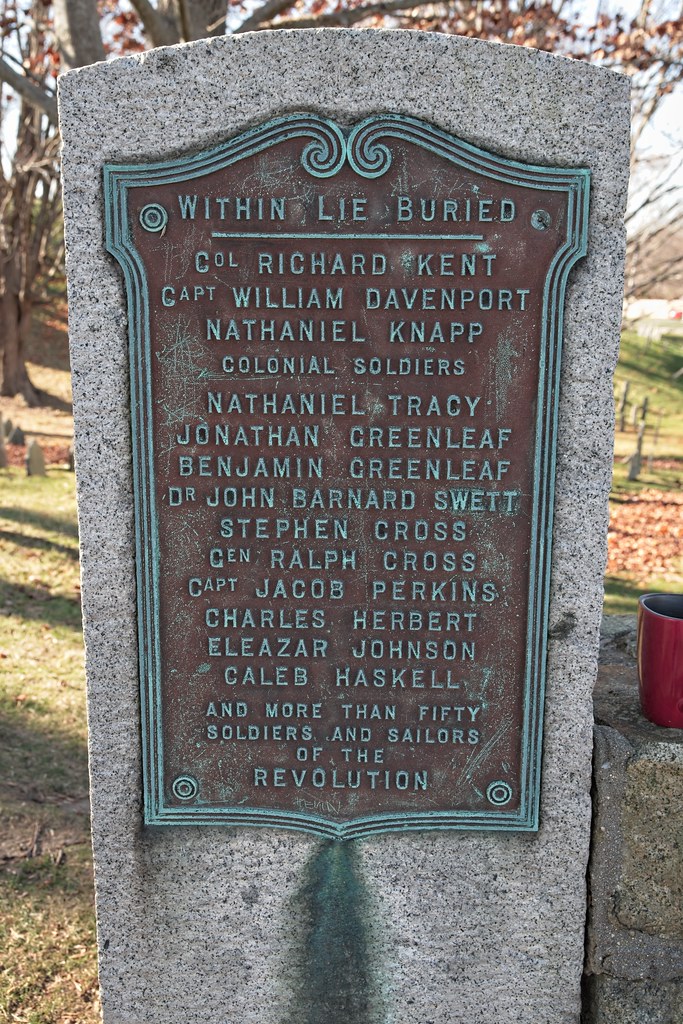 WITHIN LIE BURIED
COL RICHARD KENT
CAPT WILLIAM DAVENPORT
NATHANIEL KNAPP
COLONIAL SOLDIERS
NATHANIEL TRACY
JONATHAN GREENLEAF
BENJAMIN GREENLEAF
DR JOHN BARNARD SWETT
STEPHEN CROSS
GEN RALPH CROSS
CAPT JACOB PERKINS
CHARLES HERBERT
ELEAZAR JOHNSON
CALEB HASKELL
AND MORE THAN FIFTY
SOLDIERS AND SAILORS
OF THE
REVOLUTION